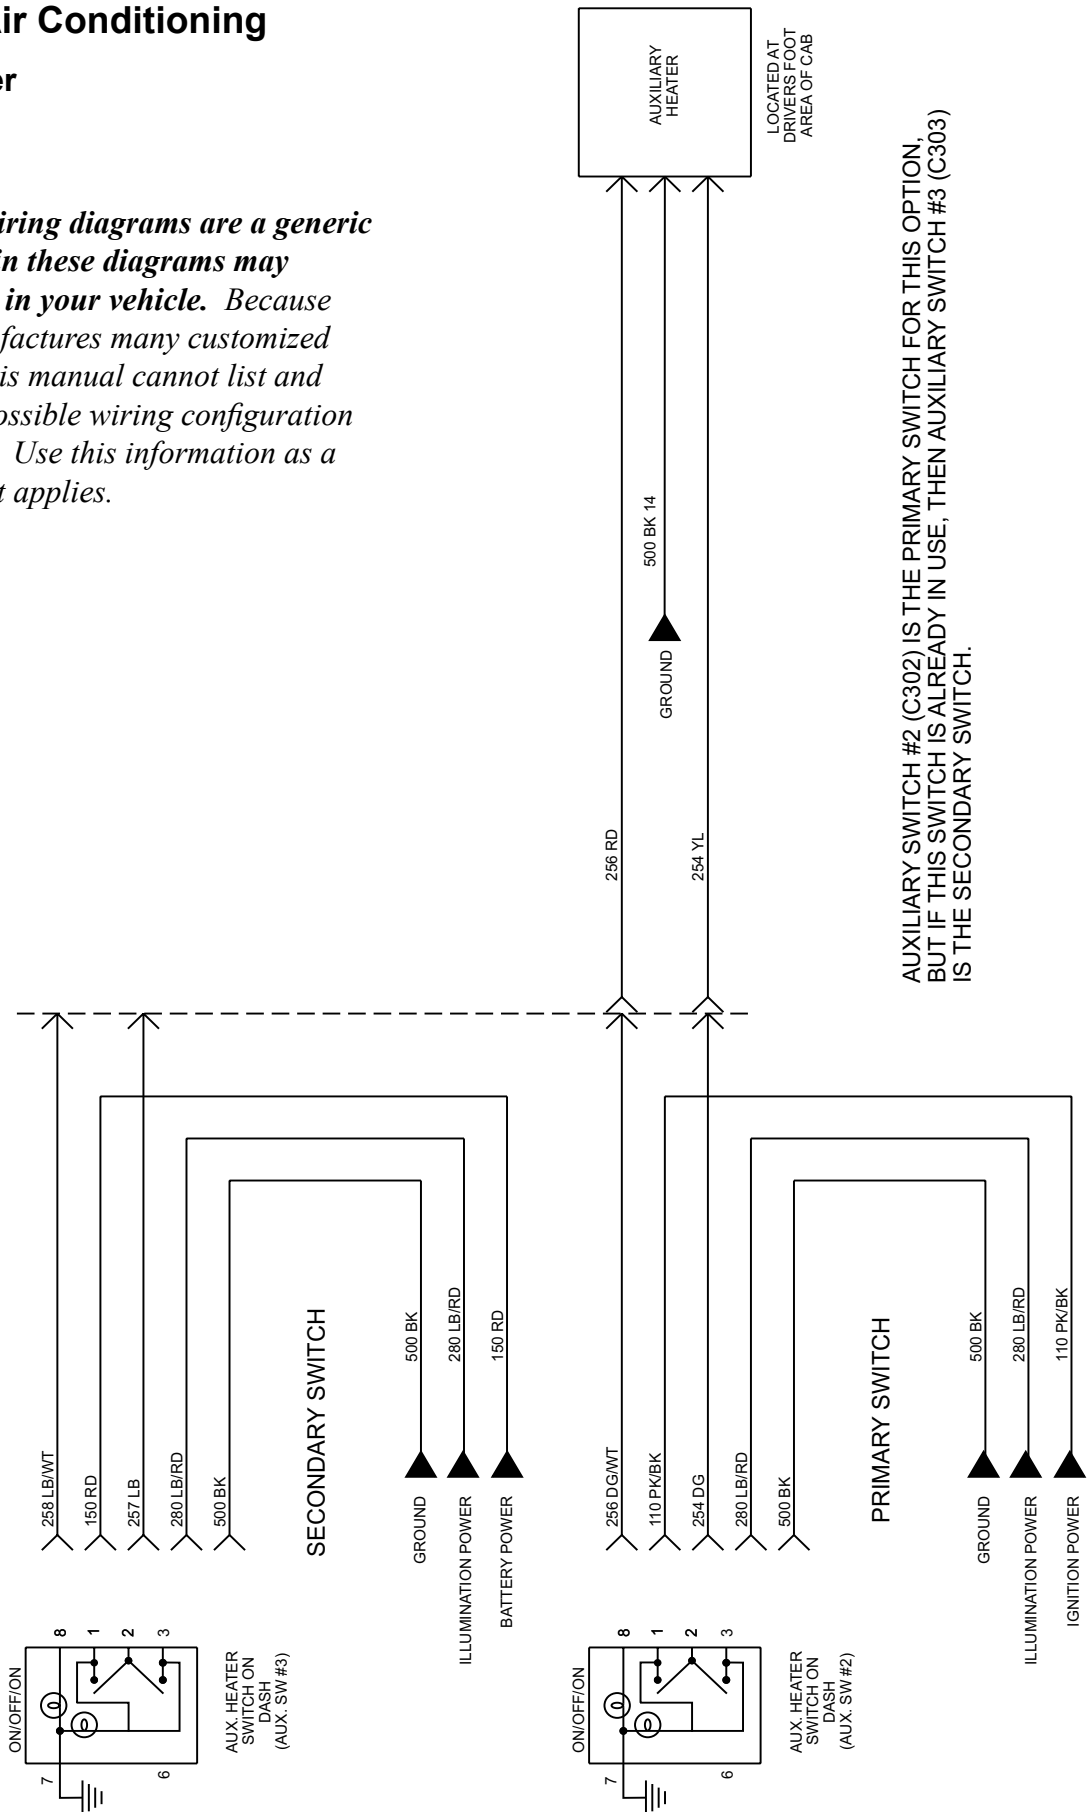 ir Conditioning
er
iring diagrams are a generic
in these diagrams may
in your vehicle. Because
factures many customized
is manual cannot list and
ossible wiring configuration
Use this information as a
t applies.
AUXILIARY
HEATER
LOCATED AT
DRIVERS FOOT
AREA OF CAB
AUXILIARY SWITCH #2 (C302) IS THE PRIMARY SWITCH FOR THIS OPTION,
BUT IF THIS SWITCH IS ALREADY IN USE, THEN AUXILIARY SWITCH #3 (C303)
IS THE SECONDARY SWITCH.
500 BK 14
GROUND
256 RD
254 YL
258 LB/WT
150 RD
257 LB
280 LB/RD
500 BK
SECONDARY SWITCH
500 BK
280 LB/RD
150 RD
GROUND
ILLUMINATION POWER
BATTERY POWER
256 DG/WT
110 PK/BK
254 DG
280 LB/RD
500 BK
PRIMARY SWITCH
500 BK
280 LB/RD
110 PK/BK
GROUND
ILLUMINATION POWER
IGNITION POWER
ON/OFF/ON
8
1
2
3
7
6
AUX. HEATER
SWITCH ON
DASH
(AUX. SW #3)
ON/OFF/ON
8
1
2
3
7
6
AUX. HEATER
SWITCH ON
DASH
(AUX. SW #2)